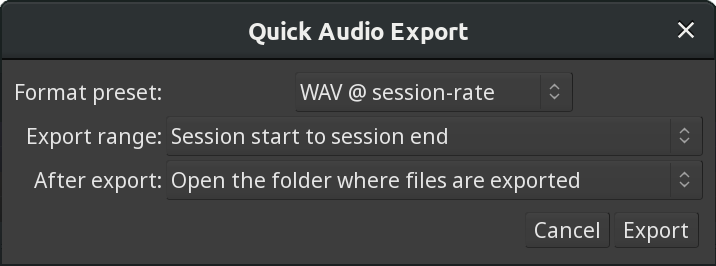 Quick Audio Export
Format preset: WAV @ session-rate
Export range: Session start to session end
After export: Open the folder where files are exported
Cancel Export